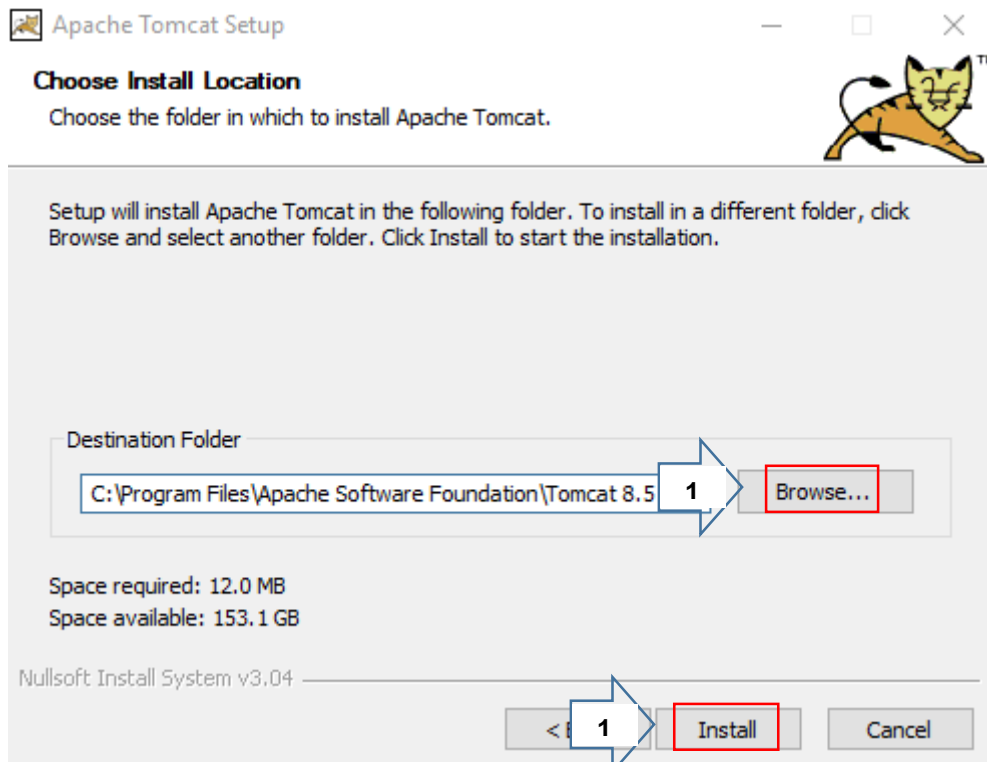 Apache Tomcat Setup
Choose Install Location
Choose the folder in which to install Apache Tomcat.
Setup will install Apache Tomcat in the following folder. To install in a different folder, click
Browse and select another folder. Click Install to start the installation.
Destination Folder
C:\Program Files\Apache Software Foundation\Tomcat 8.5
1
Browse...
Space required: 12.0 MB
Space available: 153.1 GB
Nullsoft Install System v3.04
<
1
Install
Cancel